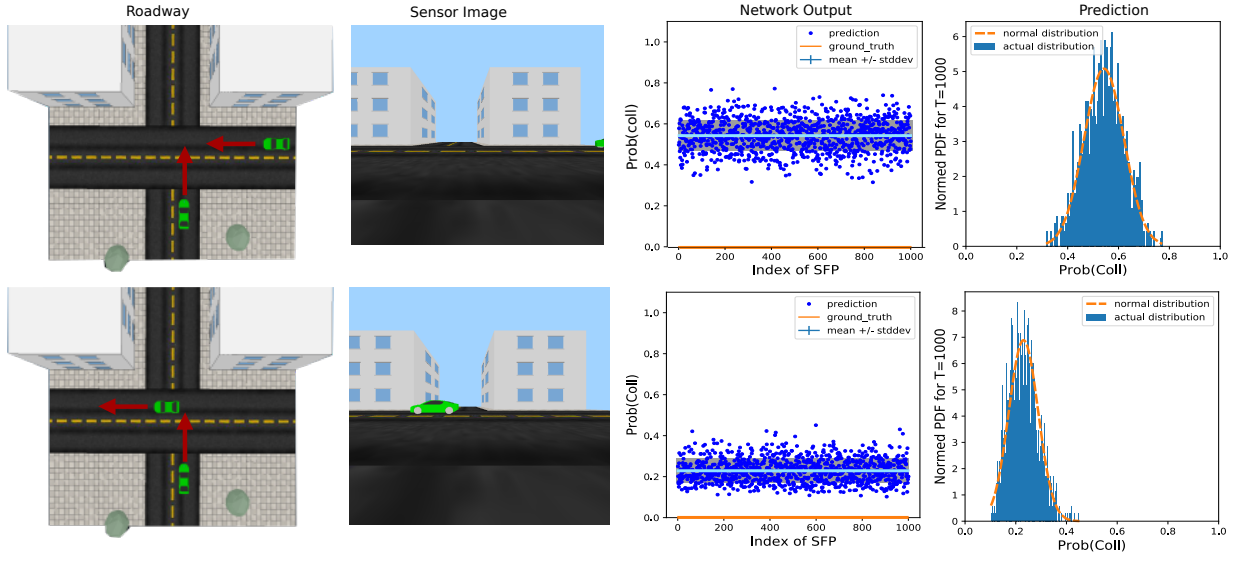 Roadway
Sensor Image
Network Output
Prediction
Prob(coll)
1.0
0.8
0.6
0.4
0.2
0.0
prediction
ground_truth
mean +/- stddev
0
200
400
600
800
1000
Index of SFP
Normed PDF for T=1000
6
5
4
3
2
1
0
normal distribution
actual distribution
0.0
0.2
0.4
0.6
0.8
1.0
Prob(Coll)
Prob(Coll)
1.0
0.8
0.6
0.4
0.2
0.0
prediction
ground_truth
mean +/- stddev
0
200
400
600
800
1000
Index of SFP
Normed PDF for T=1000
8
7
6
5
4
3
2
1
0
normal distribution
actual distribution
0.0
0.2
0.4
0.6
0.8
1.0
Prob(Coll)